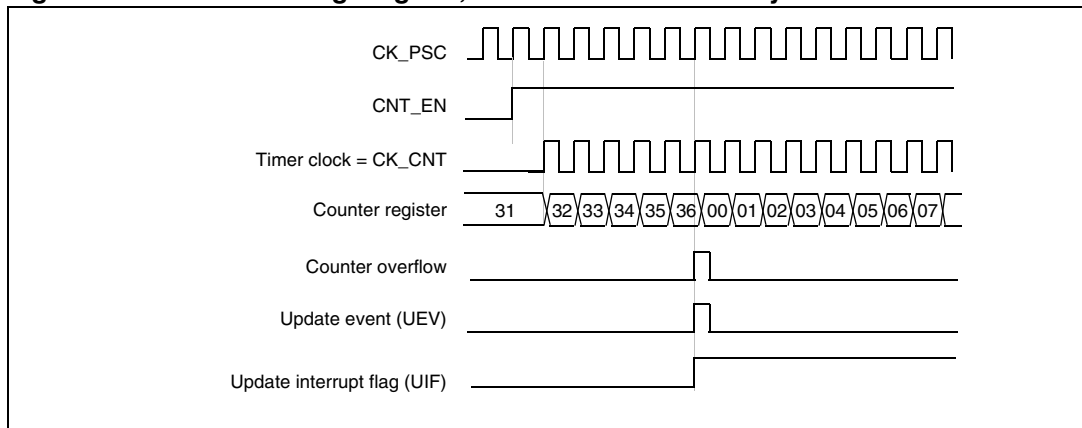 CK_PSC
CNT_EN
Timer clock = CK_CNT
Counter register 31 32 33 34 35 36 00 01 02 03 04 05 06 07
Counter overflow
Update event (UEV)
Update interrupt flag (UIF)